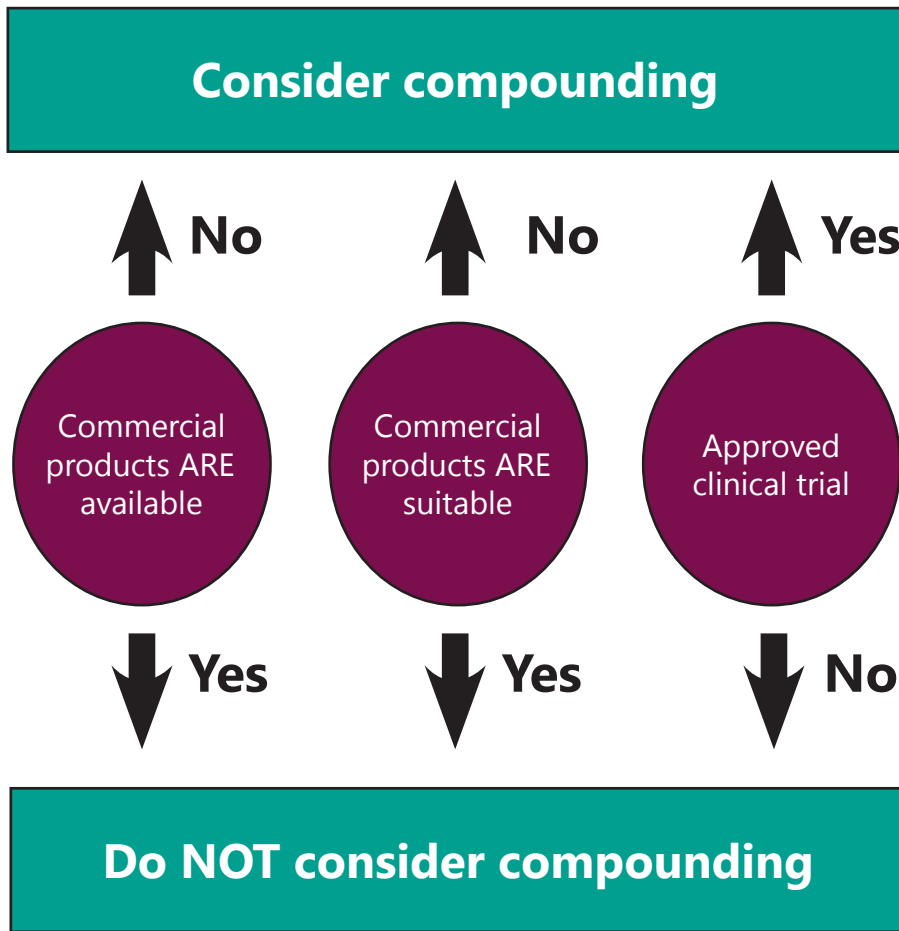 Consider compounding
No
No
Yes
Commercial
products ARE
available
Commercial
products ARE
suitable
Approved
clinical trial
Yes
Yes
No
Do NOT consider compounding